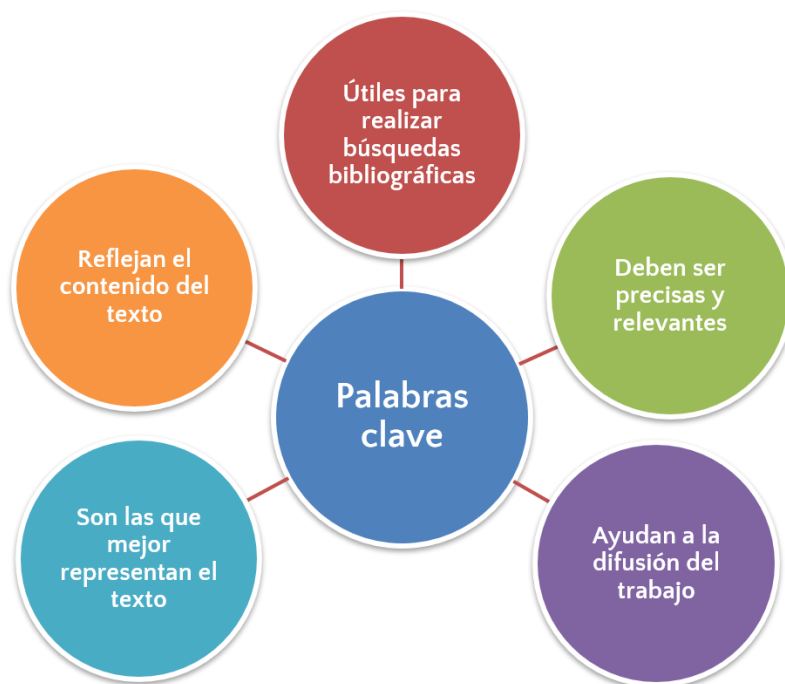 Útiles para
realizar
búsquedas
bibliográficas
Reflejan el
contenido del
texto
Deben ser
precisas y
relevantes
Palabras
clave
Son las que
mejor
representan el
texto
Ayudan a la
difusión del
trabajo